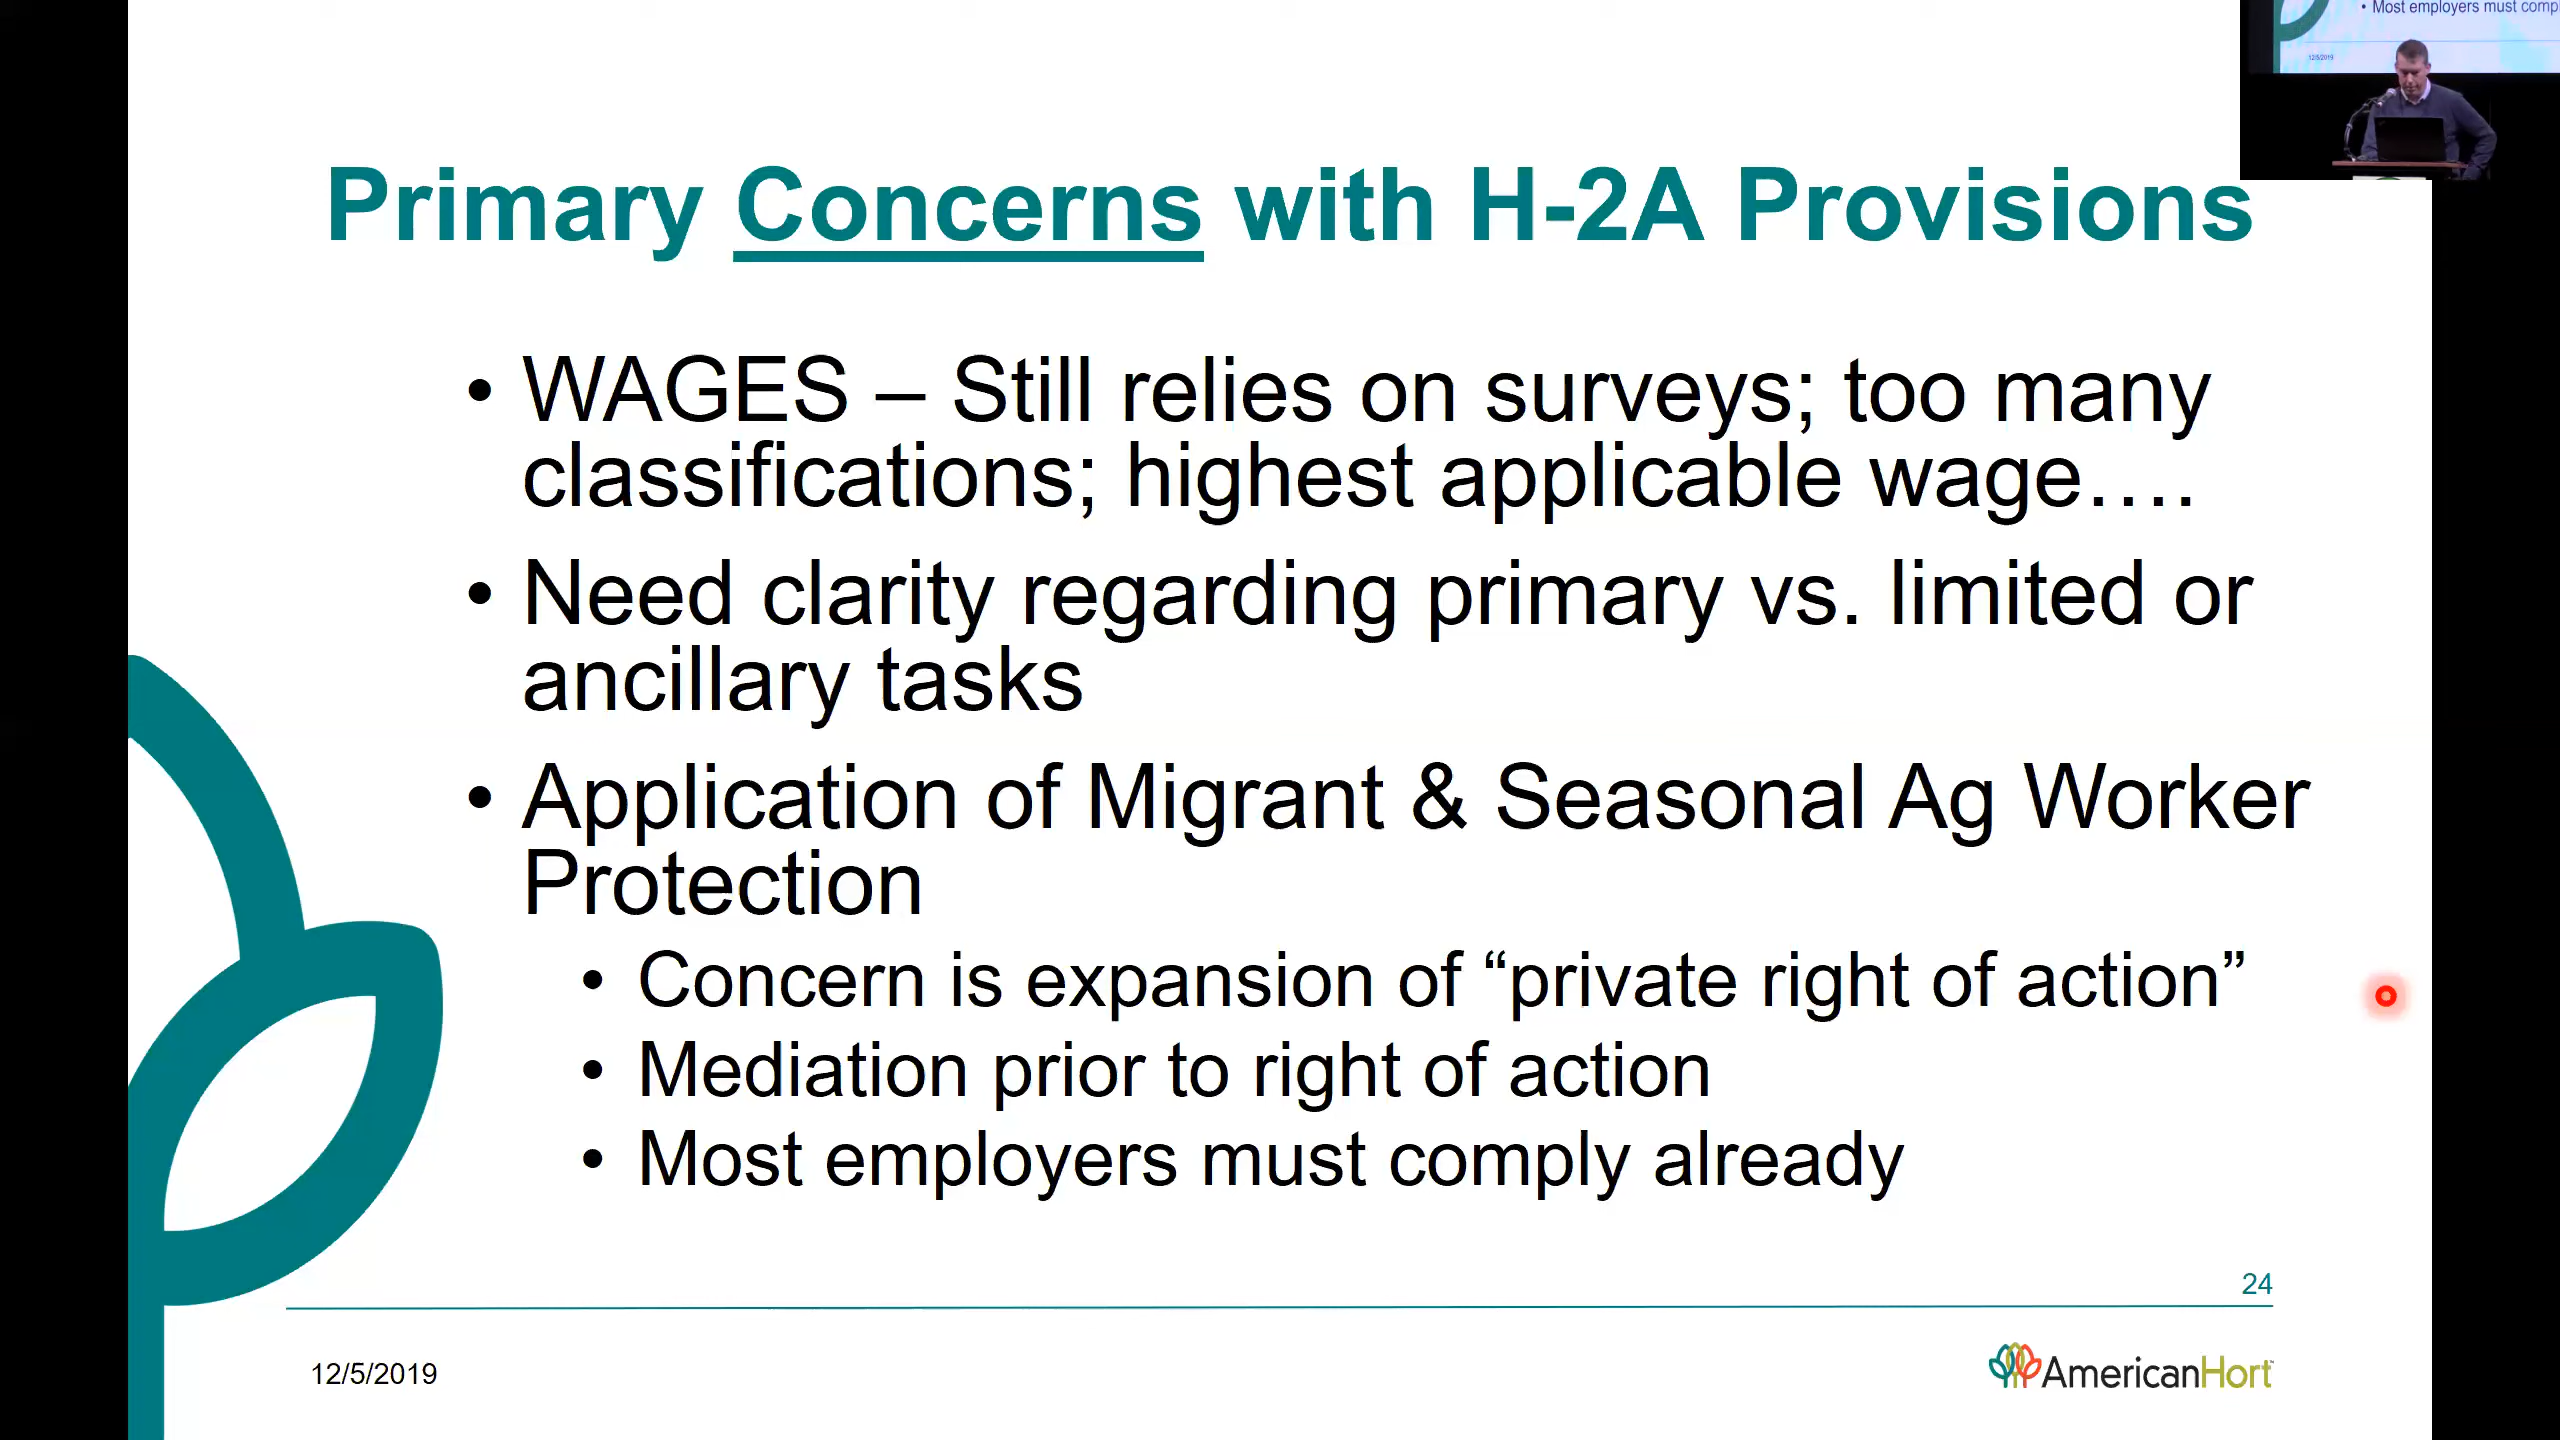 • Most employers must comp
12/5/2019
Primary Concerns with H-2A Provisions
• WAGES – Still relies on surveys; too many
classifications; highest applicable wage….
• Need clarity regarding primary vs. limited or
ancillary tasks
• Application of Migrant & Seasonal Ag Worker
Protection
• Concern is expansion of “private right of action”
• Mediation prior to right of action
• Most employers must comply already
24
12/5/2019
AmericanHort